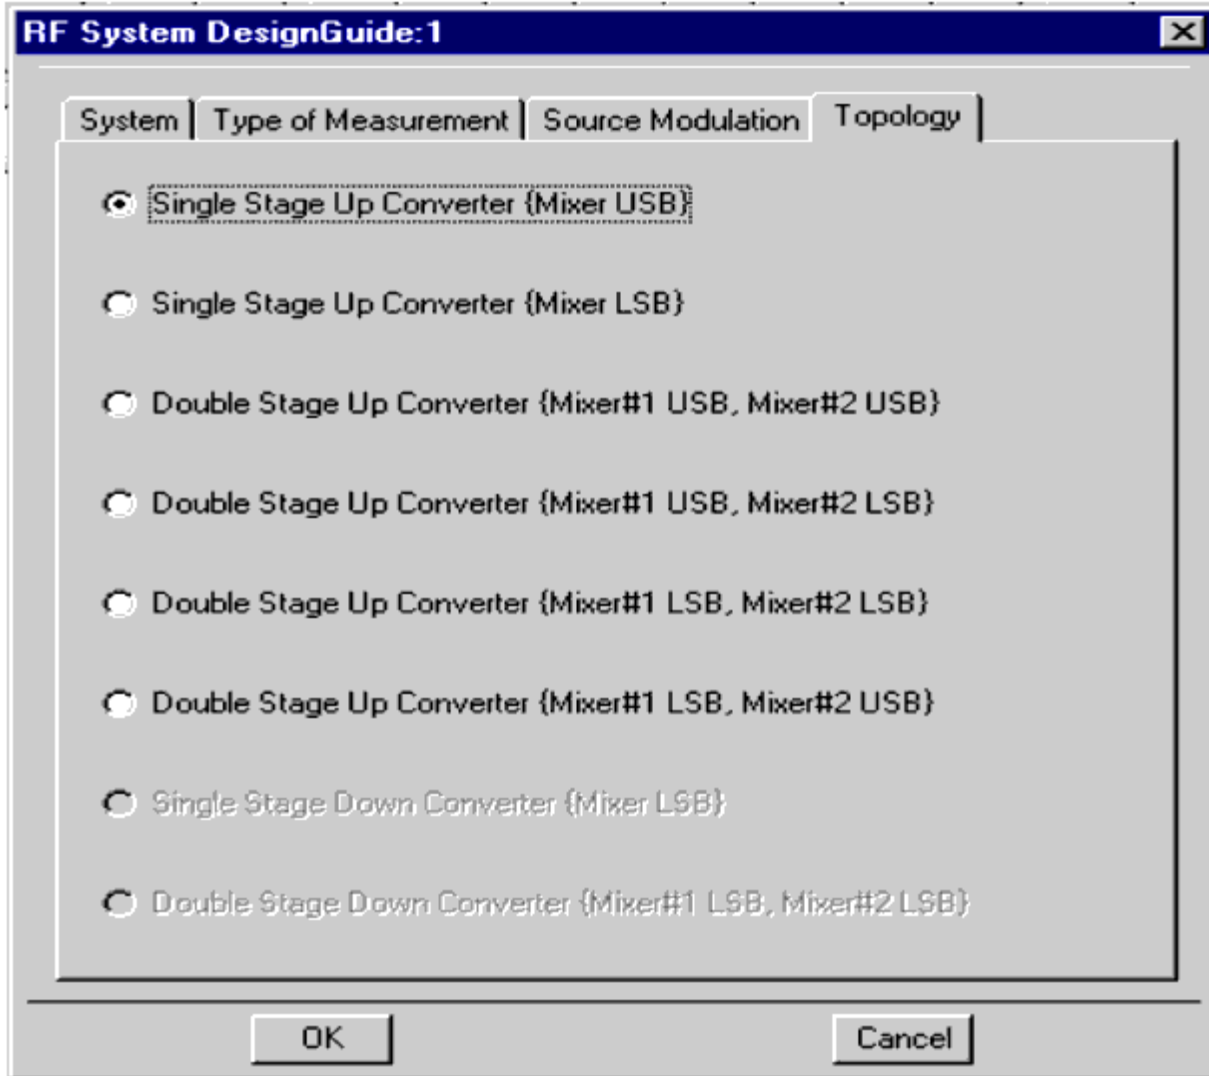 RF System DesignGuide:1
System Type of Measurement Source Modulation Topology
Single Stage Up Converter {Mixer USB}
Single Stage Up Converter {Mixer LSB}
Double Stage Up Converter {Mixer#1 USB, Mixer#2 USB}
Double Stage Up Converter {Mixer#1 USB, Mixer#2 LSB}
Double Stage Up Converter {Mixer#1 LSB, Mixer#2 LSB}
Double Stage Up Converter {Mixer#1 LSB, Mixer#2 USB}
Single Stage Down Converter {Mixer LSB}
Double Stage Down Converter {Mixer#1 LSB, Mixer#2 LSB}
OK Cancel